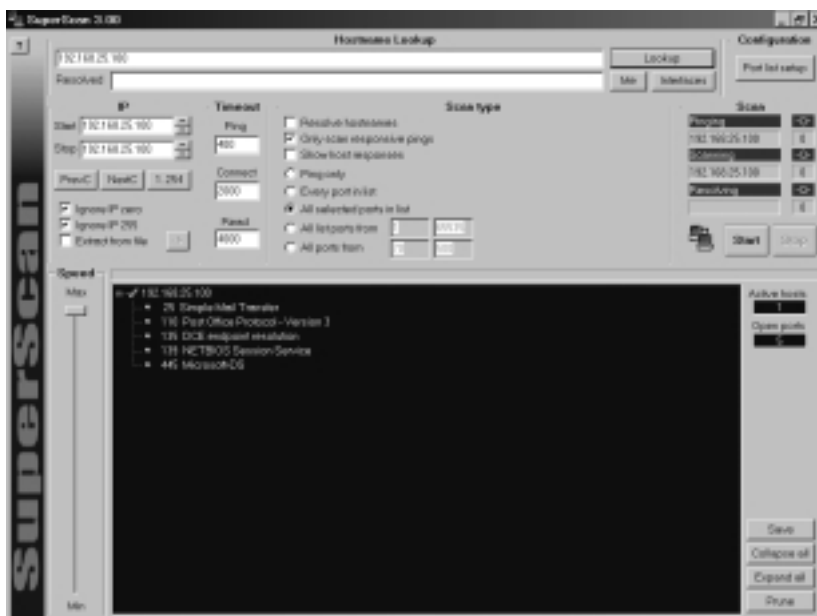 SuperScan 3.00
Hostname Lookup
192.168.25.100
Lookup
Resolved
Me
Interfaces
Configuration
Port list setup
IP
Start 192.168.25.100
Stop 192.168.25.100
PrevC NextC 1..254
Ignore IP zero
Ignore IP 255
Extract from file
Timeout
Ping
400
Connect
2000
Read
4000
Scan type
Resolve hostnames
Only scan responsive pings
Show host responses
Ping only
Every port in list
All selected ports in list
All list ports from
All ports from
Scan
Pinging
192.168.25.100
Scanning
192.168.25.100
Resolving
Start Stop
Speed
Max
Min
192.168.25.100
25 Simple Mail Transfer
110 Post Office Protocol - Version 3
135 DCE endpoint resolution
139 NETBIOS Session Service
445 Microsoft-DS
Active hosts
1
Open ports
5
Save
Collapse all
Expand all
Prune
SuperScan